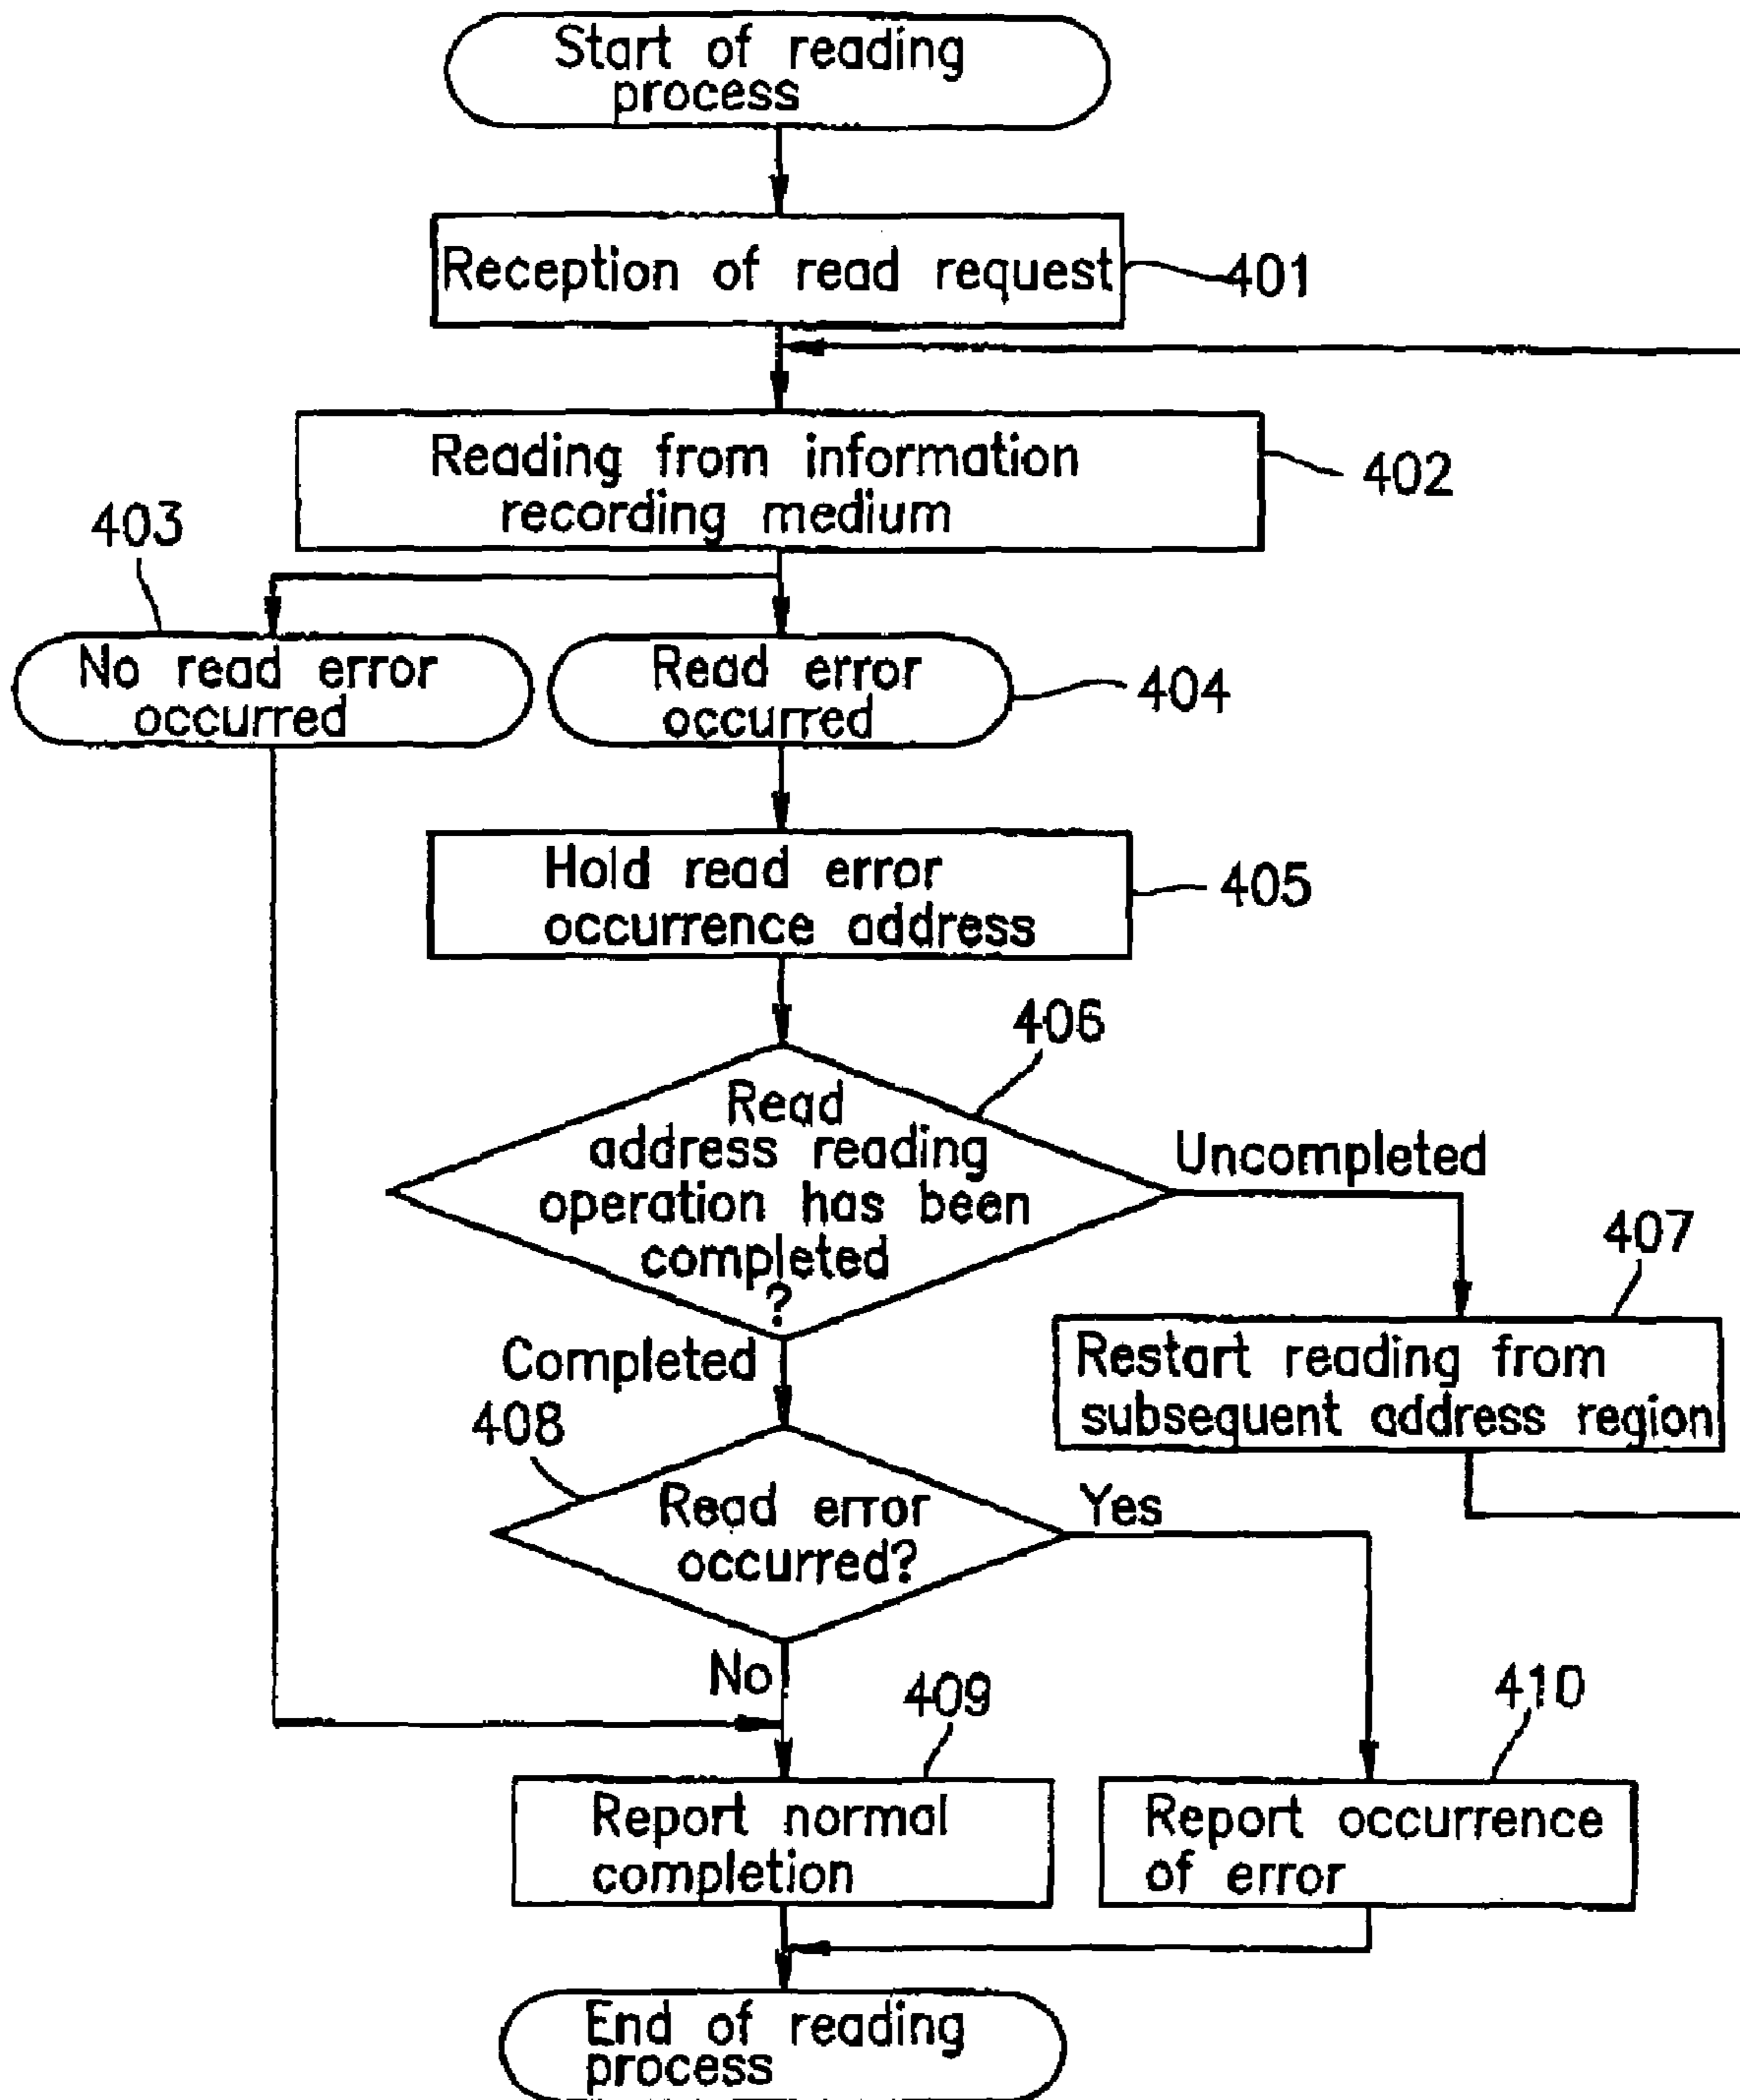 Start of reading
process
Reception of read request
401
Reading from information
recording medium
402
403
No read error
occurred
Read error
occurred
404
Hold read error
occurrence address
405
406
Read
address reading
operation has been
completed
?
Uncompleted
407
Restart reading from
subsequent address region
Completed
408
Read error
occurred?
Yes
No
409
410
Report normal
completion
Report occurrence
of error
End of reading
process